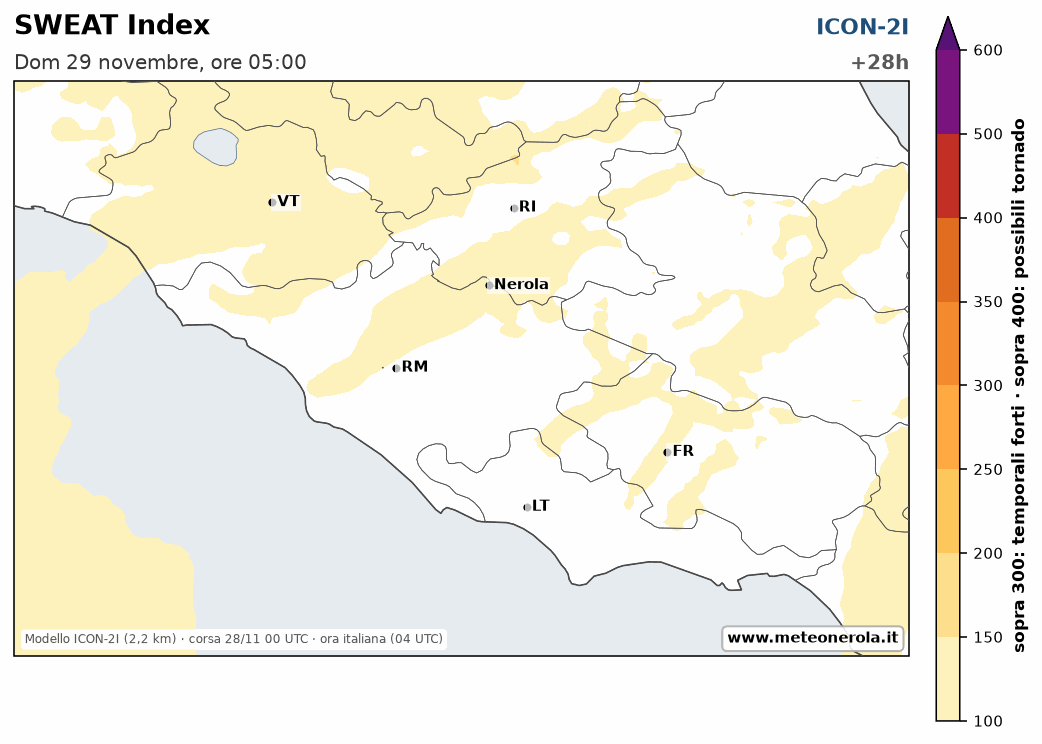 SWEAT Index
ICON-2I
Dom 29 novembre, ore 05:00
+28h
VT
RI
Nerola
RM
FR
LT
Modello ICON-2I (2,2 km) · corsa 28/11 00 UTC · ora italiana (04 UTC)
www.meteonerola.it
600
500
400
350
300
250
200
150
100
sopra 300: temporali forti · sopra 400: possibili tornado